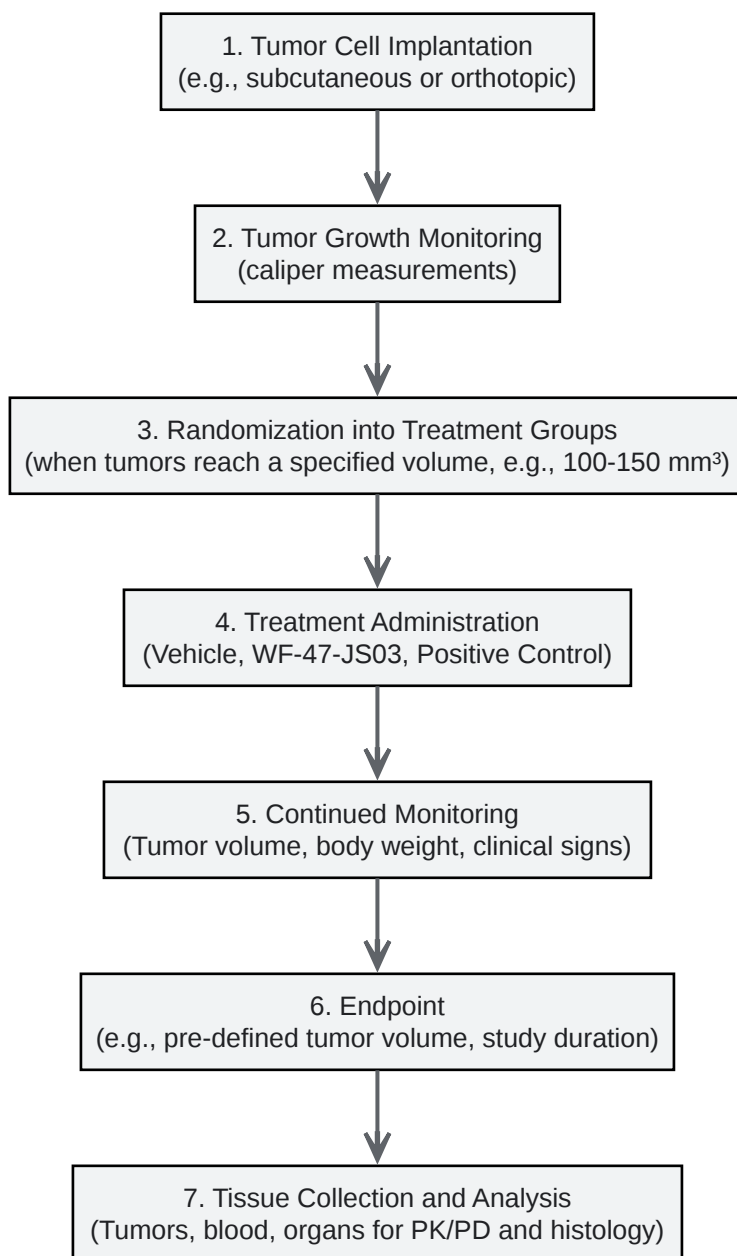 1. Tumor Cell Implantation
(e.g., subcutaneous or orthotopic)
2. Tumor Growth Monitoring
(caliper measurements)
3. Randomization into Treatment Groups
(when tumors reach a specified volume, e.g., 100-150 mm³)
4. Treatment Administration
(Vehicle, WF-47-JS03, Positive Control)
5. Continued Monitoring
(Tumor volume, body weight, clinical signs)
6. Endpoint
(e.g., pre-defined tumor volume, study duration)
7. Tissue Collection and Analysis
(Tumors, blood, organs for PK/PD and histology)